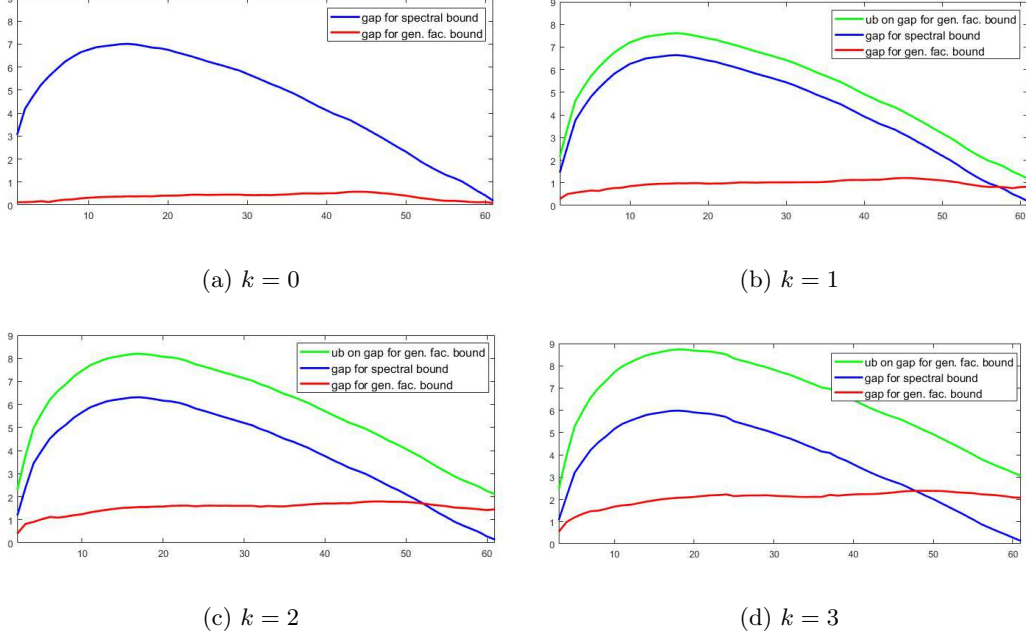 9
8
7
6
5
4
3
2
1
0
10 20 30 40 50 60
gap for spectral bound
gap for gen. fac. bound
(a) k = 0
9
8
7
6
5
4
3
2
1
0
10 20 30 40 50 60
ub on gap for gen. fac. bound
gap for spectral bound
gap for gen. fac. bound
(b) k = 1
9
8
7
6
5
4
3
2
1
0
10 20 30 40 50 60
ub on gap for gen. fac. bound
gap for spectral bound
gap for gen. fac. bound
(c) k = 2
9
8
7
6
5
4
3
2
1
0
10 20 30 40 50 60
ub on gap for gen. fac. bound
gap for spectral bound
gap for gen. fac. bound
(d) k = 3